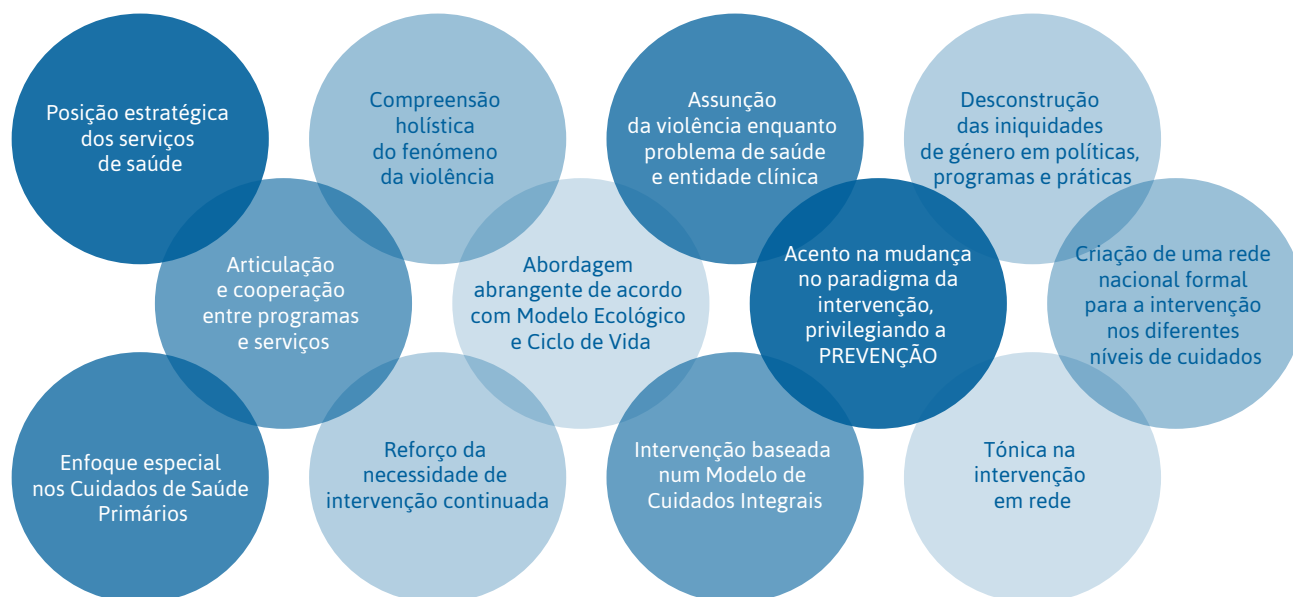 Posição estratégica
dos serviços
de saúde
Compreensão
holística
do fenómeno
da violência
Assunção
da violência enquanto
problema de saúde
e entidade clínica
Desconstrução
das iniquidades
de género em políticas,
programas e práticas
Articulação
e cooperação
entre programas
e serviços
Abordagem
abrangente de acordo
com Modelo Ecológico
e Ciclo de Vida
Acento na mudança
no paradigma da
intervenção,
privilegiando a
PREVENÇÃO
Criação de uma rede
nacional formal
para a intervenção
nos diferentes
níveis de cuidados
Enfoque especial
nos Cuidados de Saúde
Primários
Reforço da
necessidade de
intervenção continuada
Intervenção baseada
num Modelo de
Cuidados Integrais
Tónica na
intervenção
em rede